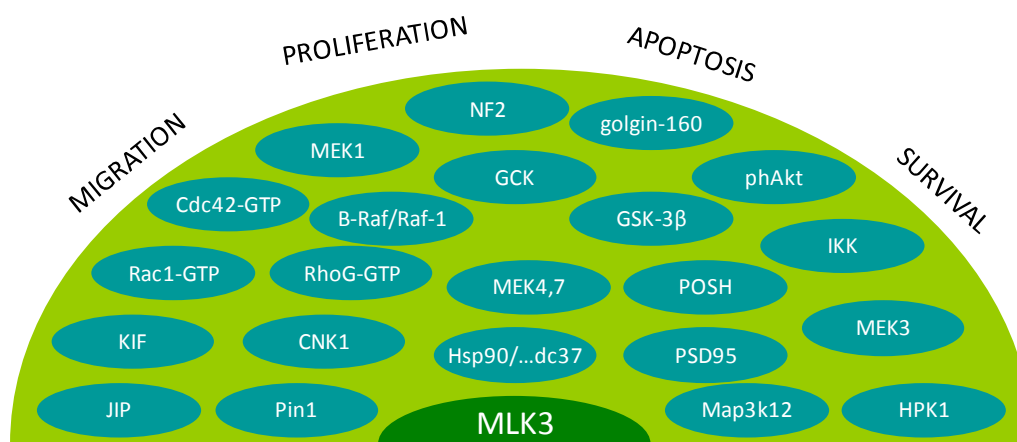 PROLIFERATION
APOPTOSIS
MIGRATION
SURVIVAL
NF2
golgin-160
MEK1
GCK
phAkt
Cdc42-GTP
B-Raf/Raf-1
GSK-3β
IKK
Rac1-GTP
RhoG-GTP
MEK4,7
POSH
MEK3
KIF
CNK1
Hsp90/...dc37
PSD95
JIP
Pin1
MLK3
Map3k12
HPK1